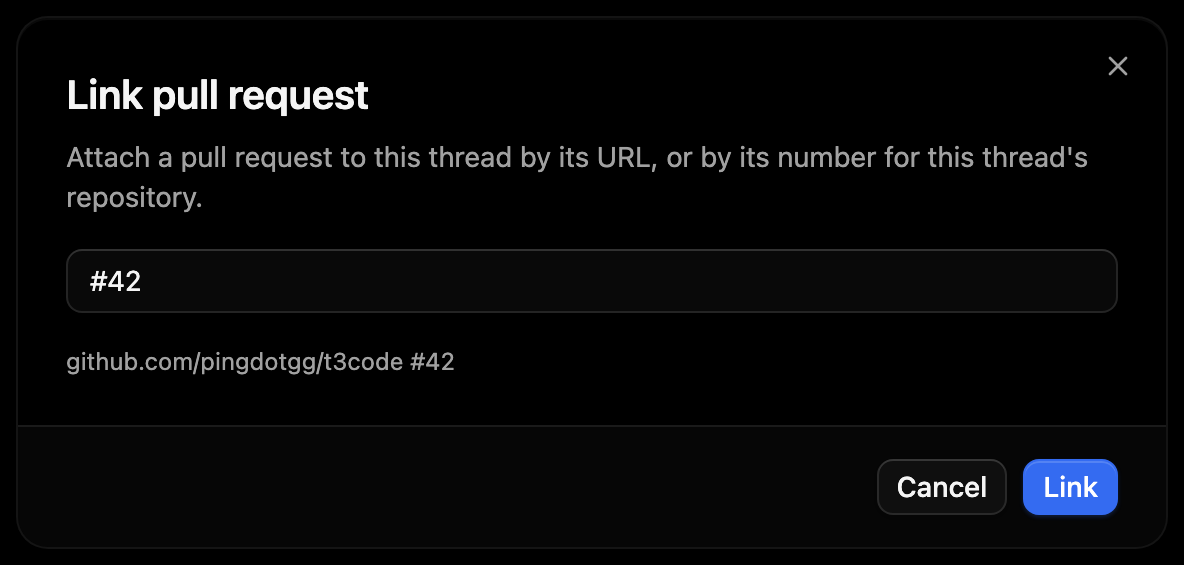 Link pull request
Attach a pull request to this thread by its URL, or by its number for this thread's
repository.
#42
github.com/pingdotgg/t3code #42
Cancel
Link